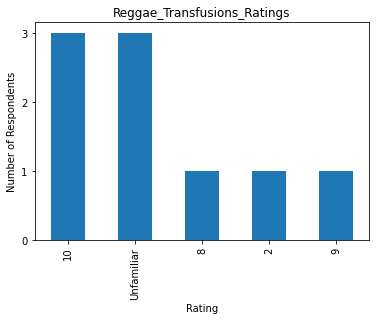 Reggae_Transfusions_Ratings
Number of Respondents
3
2
1
0
10
Unfamiliar
8
2
9
Rating